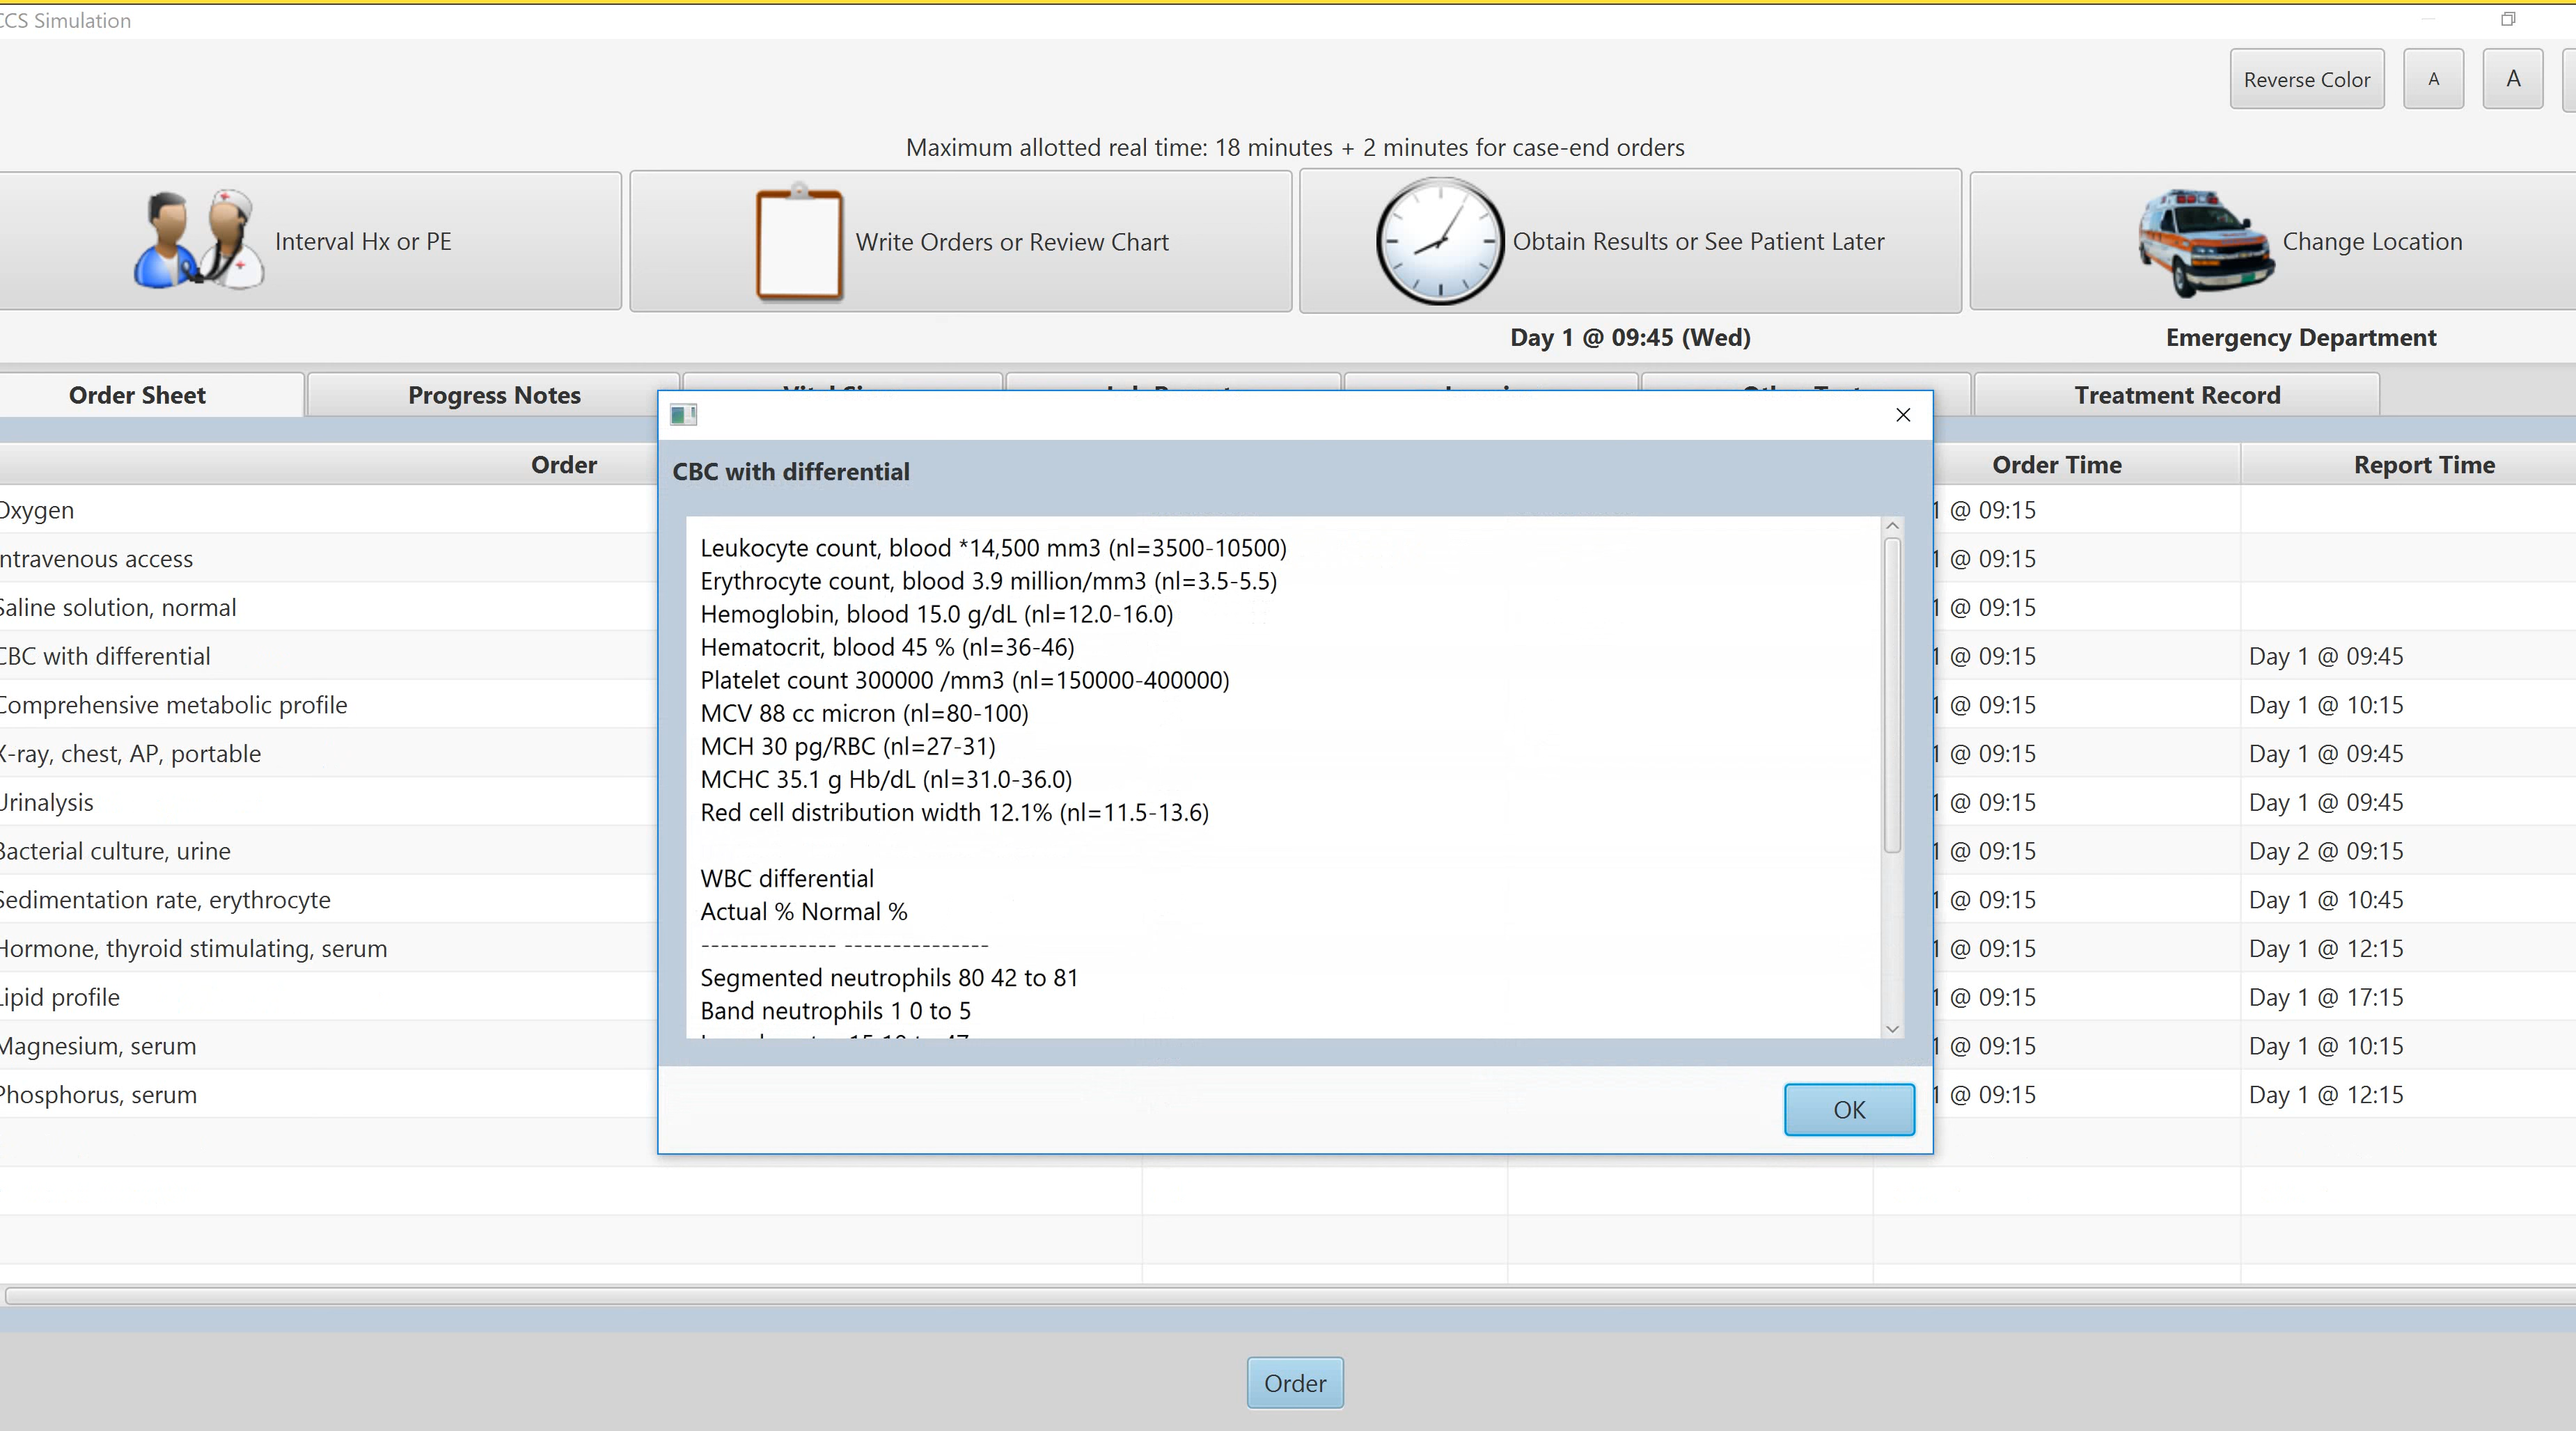 CCS Simulation
Reverse Color
A
A
Maximum allotted real time: 18 minutes + 2 minutes for case-end orders
Interval Hx or PE
Write Orders or Review Chart
Obtain Results or See Patient Later
Change Location
Day 1 @ 09:45 (Wed)
Emergency Department
Order Sheet
Progress Notes
Treatment Record
Order
Order Time
Report Time
CBC with differential
Leukocyte count, blood *14,500 mm3 (nl=3500-10500)
Erythrocyte count, blood 3.9 million/mm3 (nl=3.5-5.5)
Hemoglobin, blood 15.0 g/dL (nl=12.0-16.0)
Hematocrit, blood 45 % (nl=36-46)
Platelet count 300000 /mm3 (nl=150000-400000)
MCV 88 cc micron (nl=80-100)
MCH 30 pg/RBC (nl=27-31)
MCHC 35.1 g Hb/dL (nl=31.0-36.0)
Red cell distribution width 12.1% (nl=11.5-13.6)
WBC differential
Actual % Normal %
-------------- ---------------
Segmented neutrophils 80 42 to 81
Band neutrophils 1 0 to 5
OK
Oxygen 1 @ 09:15
ntravenous access 1 @ 09:15
Saline solution, normal 1 @ 09:15
CBC with differential 1 @ 09:15 Day 1 @ 09:45
Comprehensive metabolic profile 1 @ 09:15 Day 1 @ 10:15
X-ray, chest, AP, portable 1 @ 09:15 Day 1 @ 09:45
Urinalysis 1 @ 09:15 Day 1 @ 09:45
Bacterial culture, urine 1 @ 09:15 Day 2 @ 09:15
Sedimentation rate, erythrocyte 1 @ 09:15 Day 1 @ 10:45
Hormone, thyroid stimulating, serum 1 @ 09:15 Day 1 @ 12:15
Lipid profile 1 @ 09:15 Day 1 @ 17:15
Magnesium, serum 1 @ 09:15 Day 1 @ 10:15
Phosphorus, serum 1 @ 09:15 Day 1 @ 12:15
Order